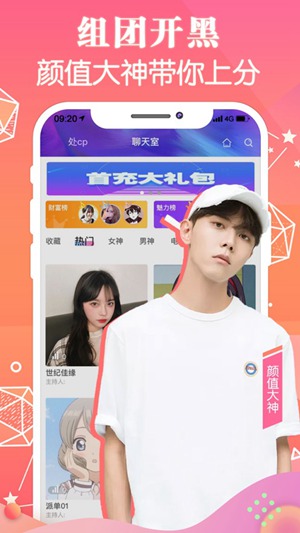 组团开黑
颜值大神带你上分
09:20
4G
处cp
聊天室
首充大礼包
财富榜
魅力榜
收藏
热门
女神
男神
电
颜值大神
世纪佳缘
主持人:
派单01
主持人: